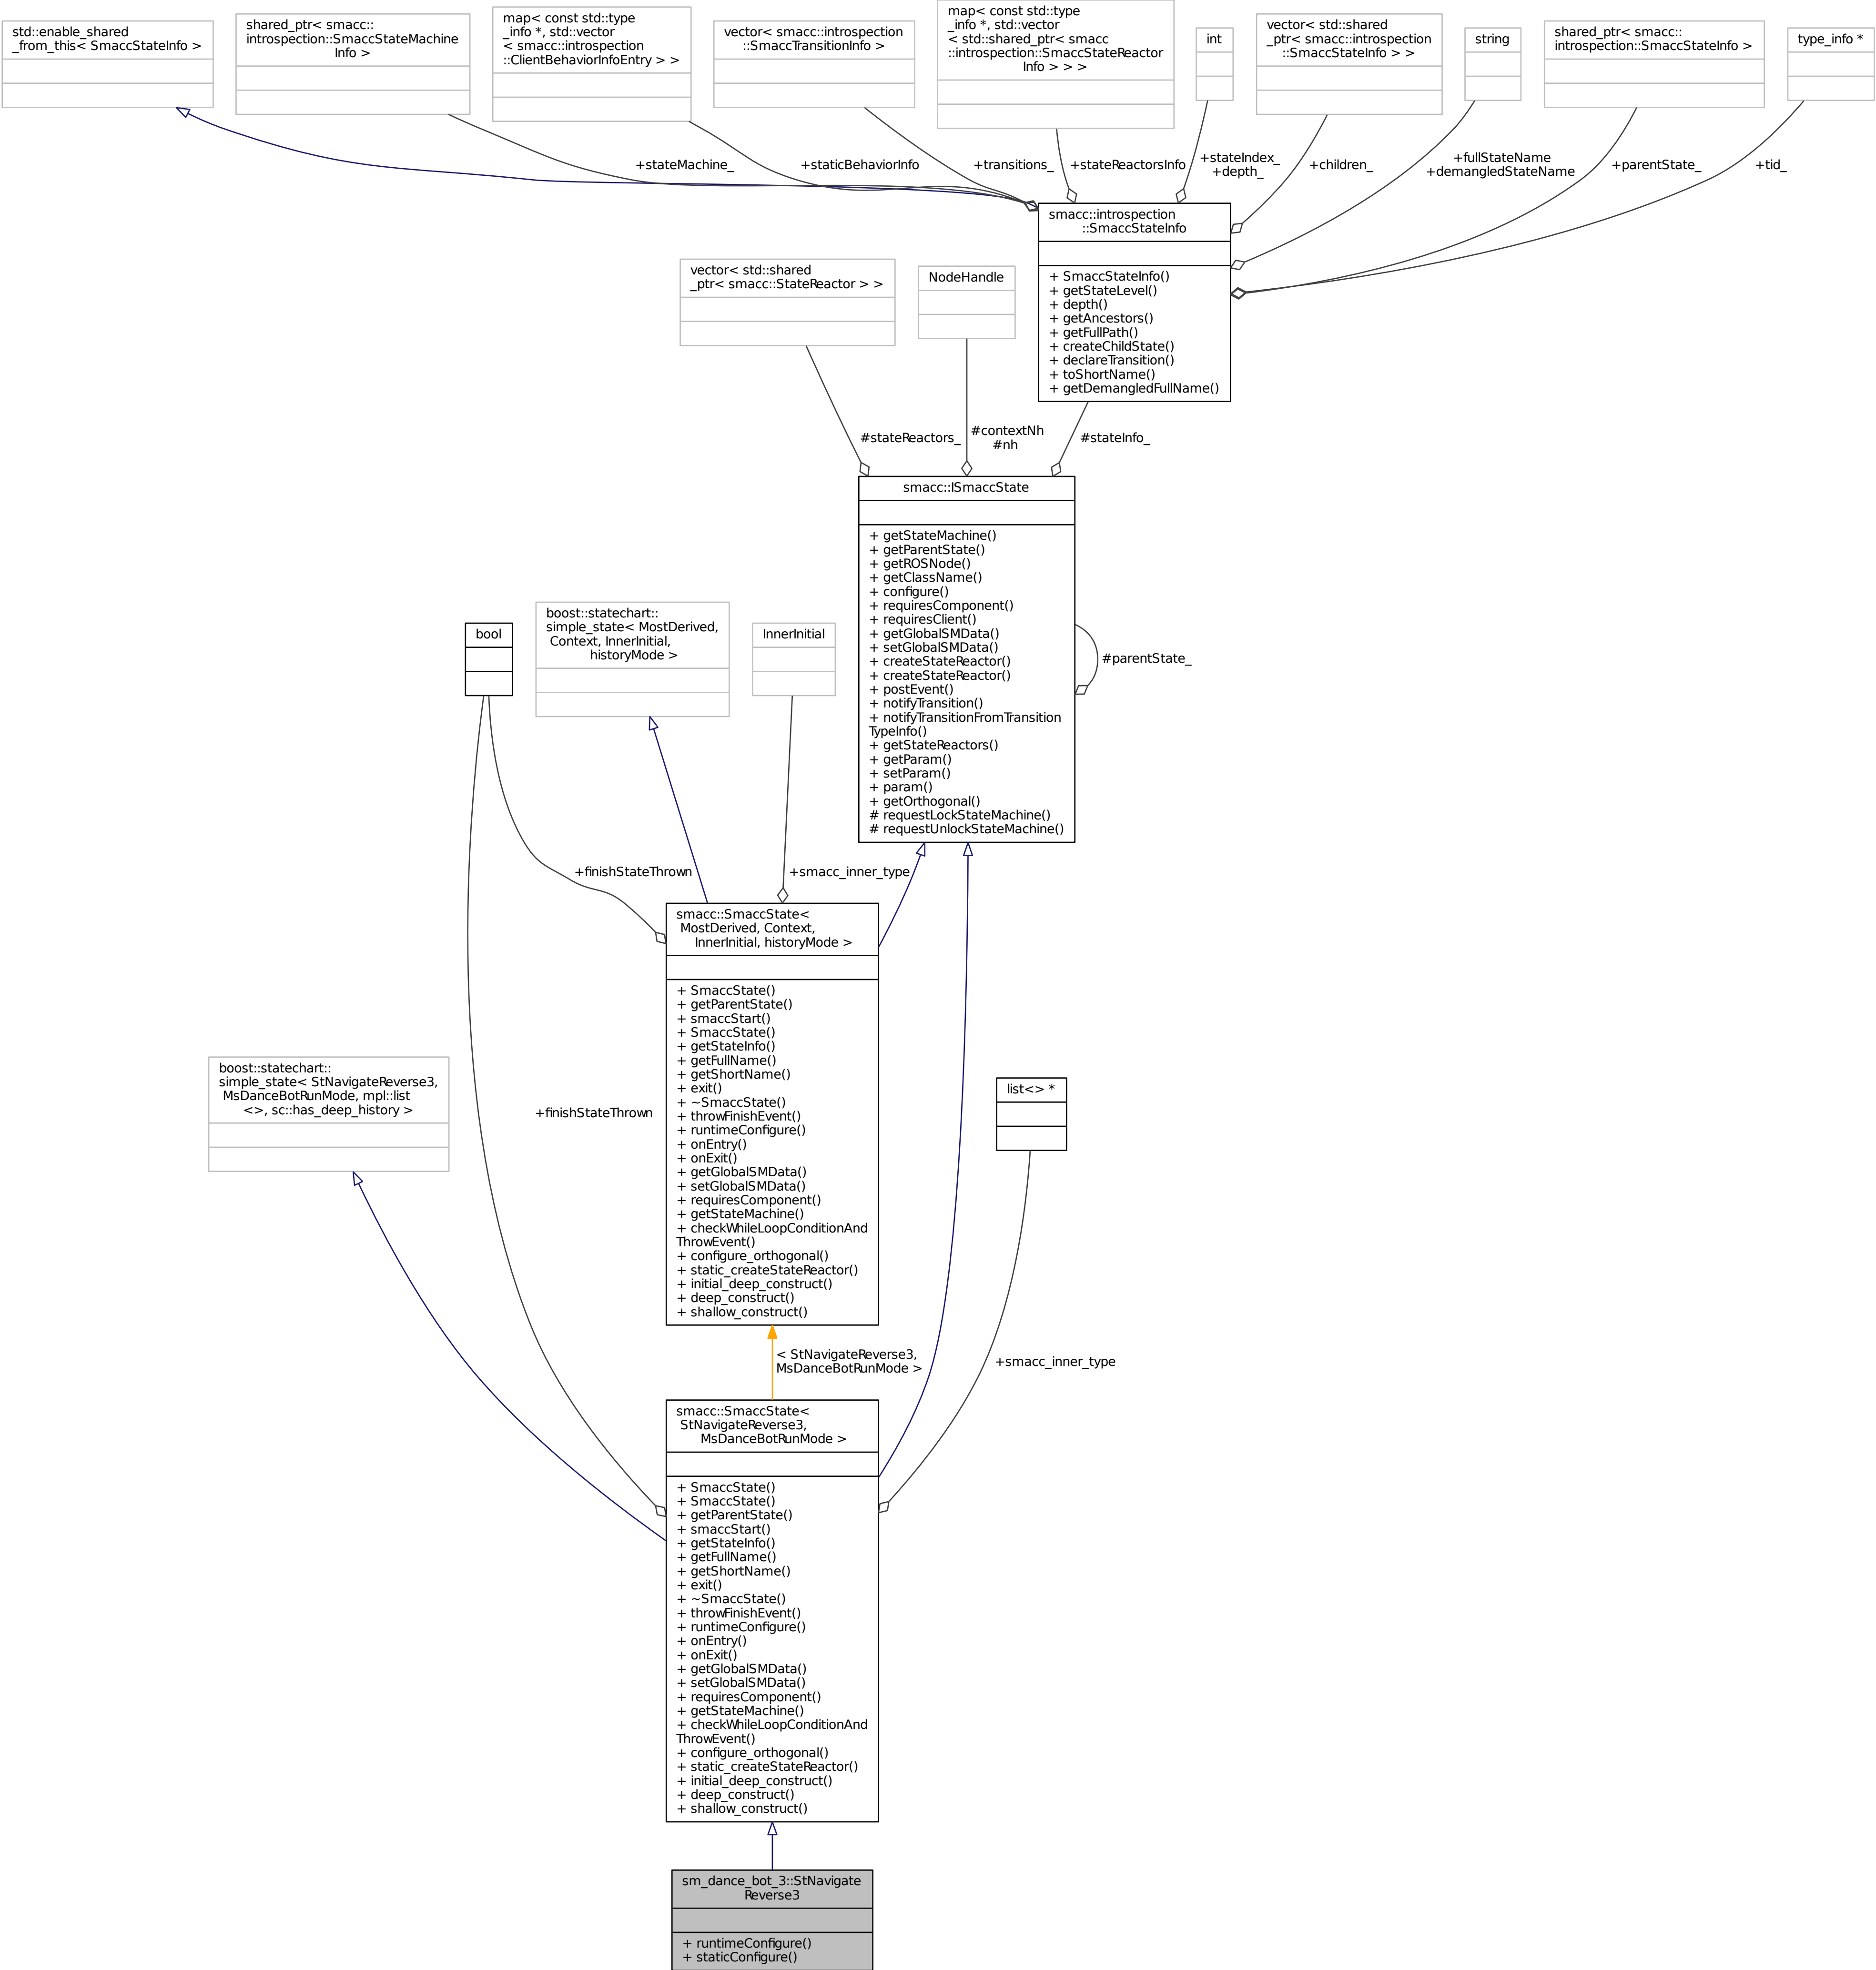 std::enable_shared
_from_this< SmaccStateInfo >
shared_ptr< smacc::
introspection::SmaccStateMachine
Info >
map< const std::type
_info *, std::vector
< smacc::introspection
::ClientBehaviorInfoEntry > >
vector< smacc::introspection
::SmaccTransitionInfo >
map< const std::type
_info *, std::vector
< std::shared_ptr< smacc
::introspection::SmaccStateReactor
Info > > >
int
vector< std::shared
_ptr< smacc::introspection
::SmaccStateInfo > >
string
shared_ptr< smacc::
introspection::SmaccStateInfo >
type_info *
+stateMachine_
+staticBehaviorInfo
+transitions_
+stateReactorsInfo
+stateIndex_
+depth_
+children_
+fullStateName
+demangledStateName
+parentState_
+tid_
smacc::introspection
::SmaccStateInfo
+ SmaccStateInfo()
+ getStateLevel()
+ depth()
+ getAncestors()
+ getFullPath()
+ createChildState()
+ declareTransition()
+ toShortName()
+ getDemangledFullName()
vector< std::shared
_ptr< smacc::StateReactor > >
NodeHandle
#stateReactors_
#contextNh
#nh
#stateInfo_
smacc::ISmaccState
+ getStateMachine()
+ getParentState()
+ getROSNode()
+ getClassName()
+ configure()
+ requiresComponent()
+ requiresClient()
+ getGlobalSMData()
+ setGlobalSMData()
+ createStateReactor()
+ createStateReactor()
+ postEvent()
+ notifyTransition()
+ notifyTransitionFromTransition
TypeInfo()
+ getStateReactors()
+ getParam()
+ setParam()
+ param()
+ getOrthogonal()
# requestLockStateMachine()
# requestUnlockStateMachine()
#parentState_
bool
boost::statechart::
simple_state< MostDerived,
Context, InnerInitial,
historyMode >
InnerInitial
+finishStateThrown
+smacc_inner_type
smacc::SmaccState<
MostDerived, Context,
InnerInitial, historyMode >
+ SmaccState()
+ getParentState()
+ smaccStart()
+ SmaccState()
+ getStateInfo()
+ getFullName()
+ getShortName()
+ exit()
+ ~SmaccState()
+ throwFinishEvent()
+ runtimeConfigure()
+ onEntry()
+ onExit()
+ getGlobalSMData()
+ setGlobalSMData()
+ requiresComponent()
+ getStateMachine()
+ checkWhileLoopConditionAnd
ThrowEvent()
+ configure_orthogonal()
+ static_createStateReactor()
+ initial_deep_construct()
+ deep_construct()
+ shallow_construct()
boost::statechart::
simple_state< StNavigateReverse3,
MsDanceBotRunMode, mpl::list
<>, sc::has_deep_history >
+finishStateThrown
list<> *
< StNavigateReverse3,
MsDanceBotRunMode >
+smacc_inner_type
smacc::SmaccState<
StNavigateReverse3,
MsDanceBotRunMode >
+ SmaccState()
+ SmaccState()
+ getParentState()
+ smaccStart()
+ getStateInfo()
+ getFullName()
+ getShortName()
+ exit()
+ ~SmaccState()
+ throwFinishEvent()
+ runtimeConfigure()
+ onEntry()
+ onExit()
+ getGlobalSMData()
+ setGlobalSMData()
+ requiresComponent()
+ getStateMachine()
+ checkWhileLoopConditionAnd
ThrowEvent()
+ configure_orthogonal()
+ static_createStateReactor()
+ initial_deep_construct()
+ deep_construct()
+ shallow_construct()
sm_dance_bot_3::StNavigate
Reverse3
+ runtimeConfigure()
+ staticConfigure()